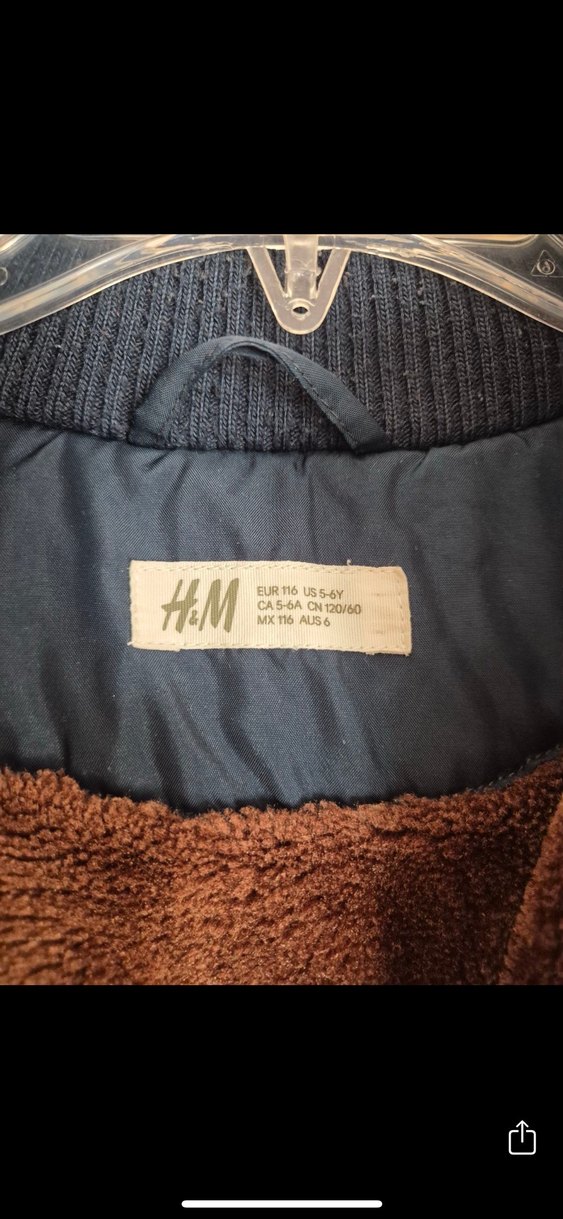 H&M
EUR 116 US 5-6Y
CA 5-6A CN 120/60
MX 116 AUS 6